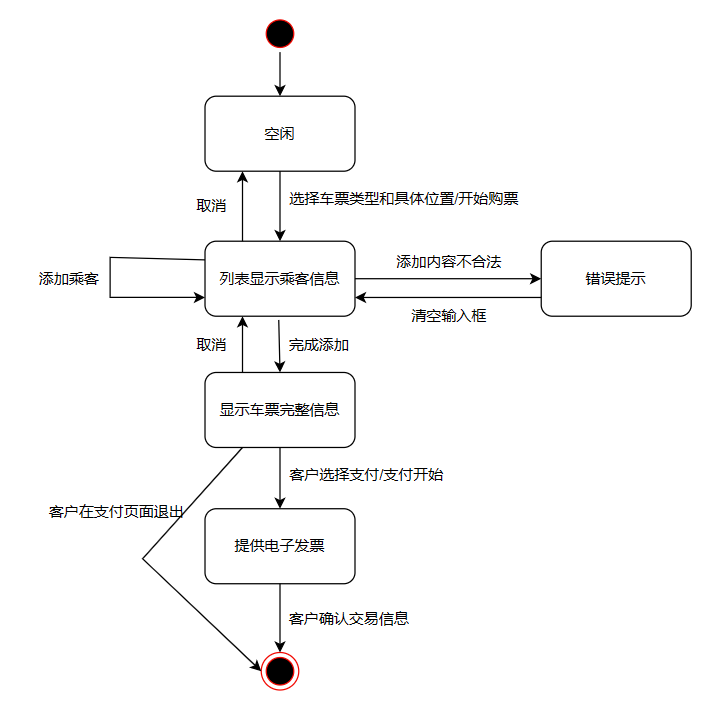 空闲
取消
选择车票类型和具体位置/开始购票
添加乘客
列表显示乘客信息
添加内容不合法
错误提示
清空输入框
取消
完成添加
显示车票完整信息
客户选择支付/支付开始
客户在支付页面退出
提供电子发票
客户确认交易信息